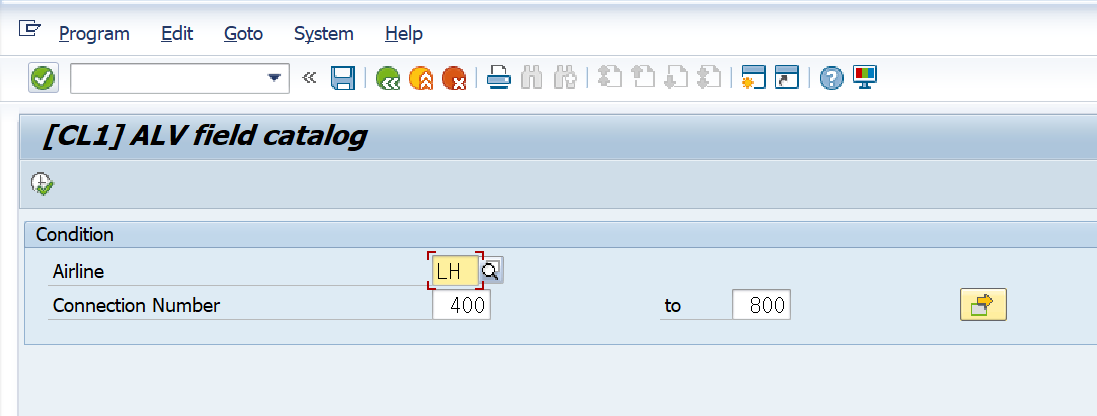 Program Edit Goto System Help
[CL1] ALV field catalog
Condition
Airline LH
Connection Number 400 to 800